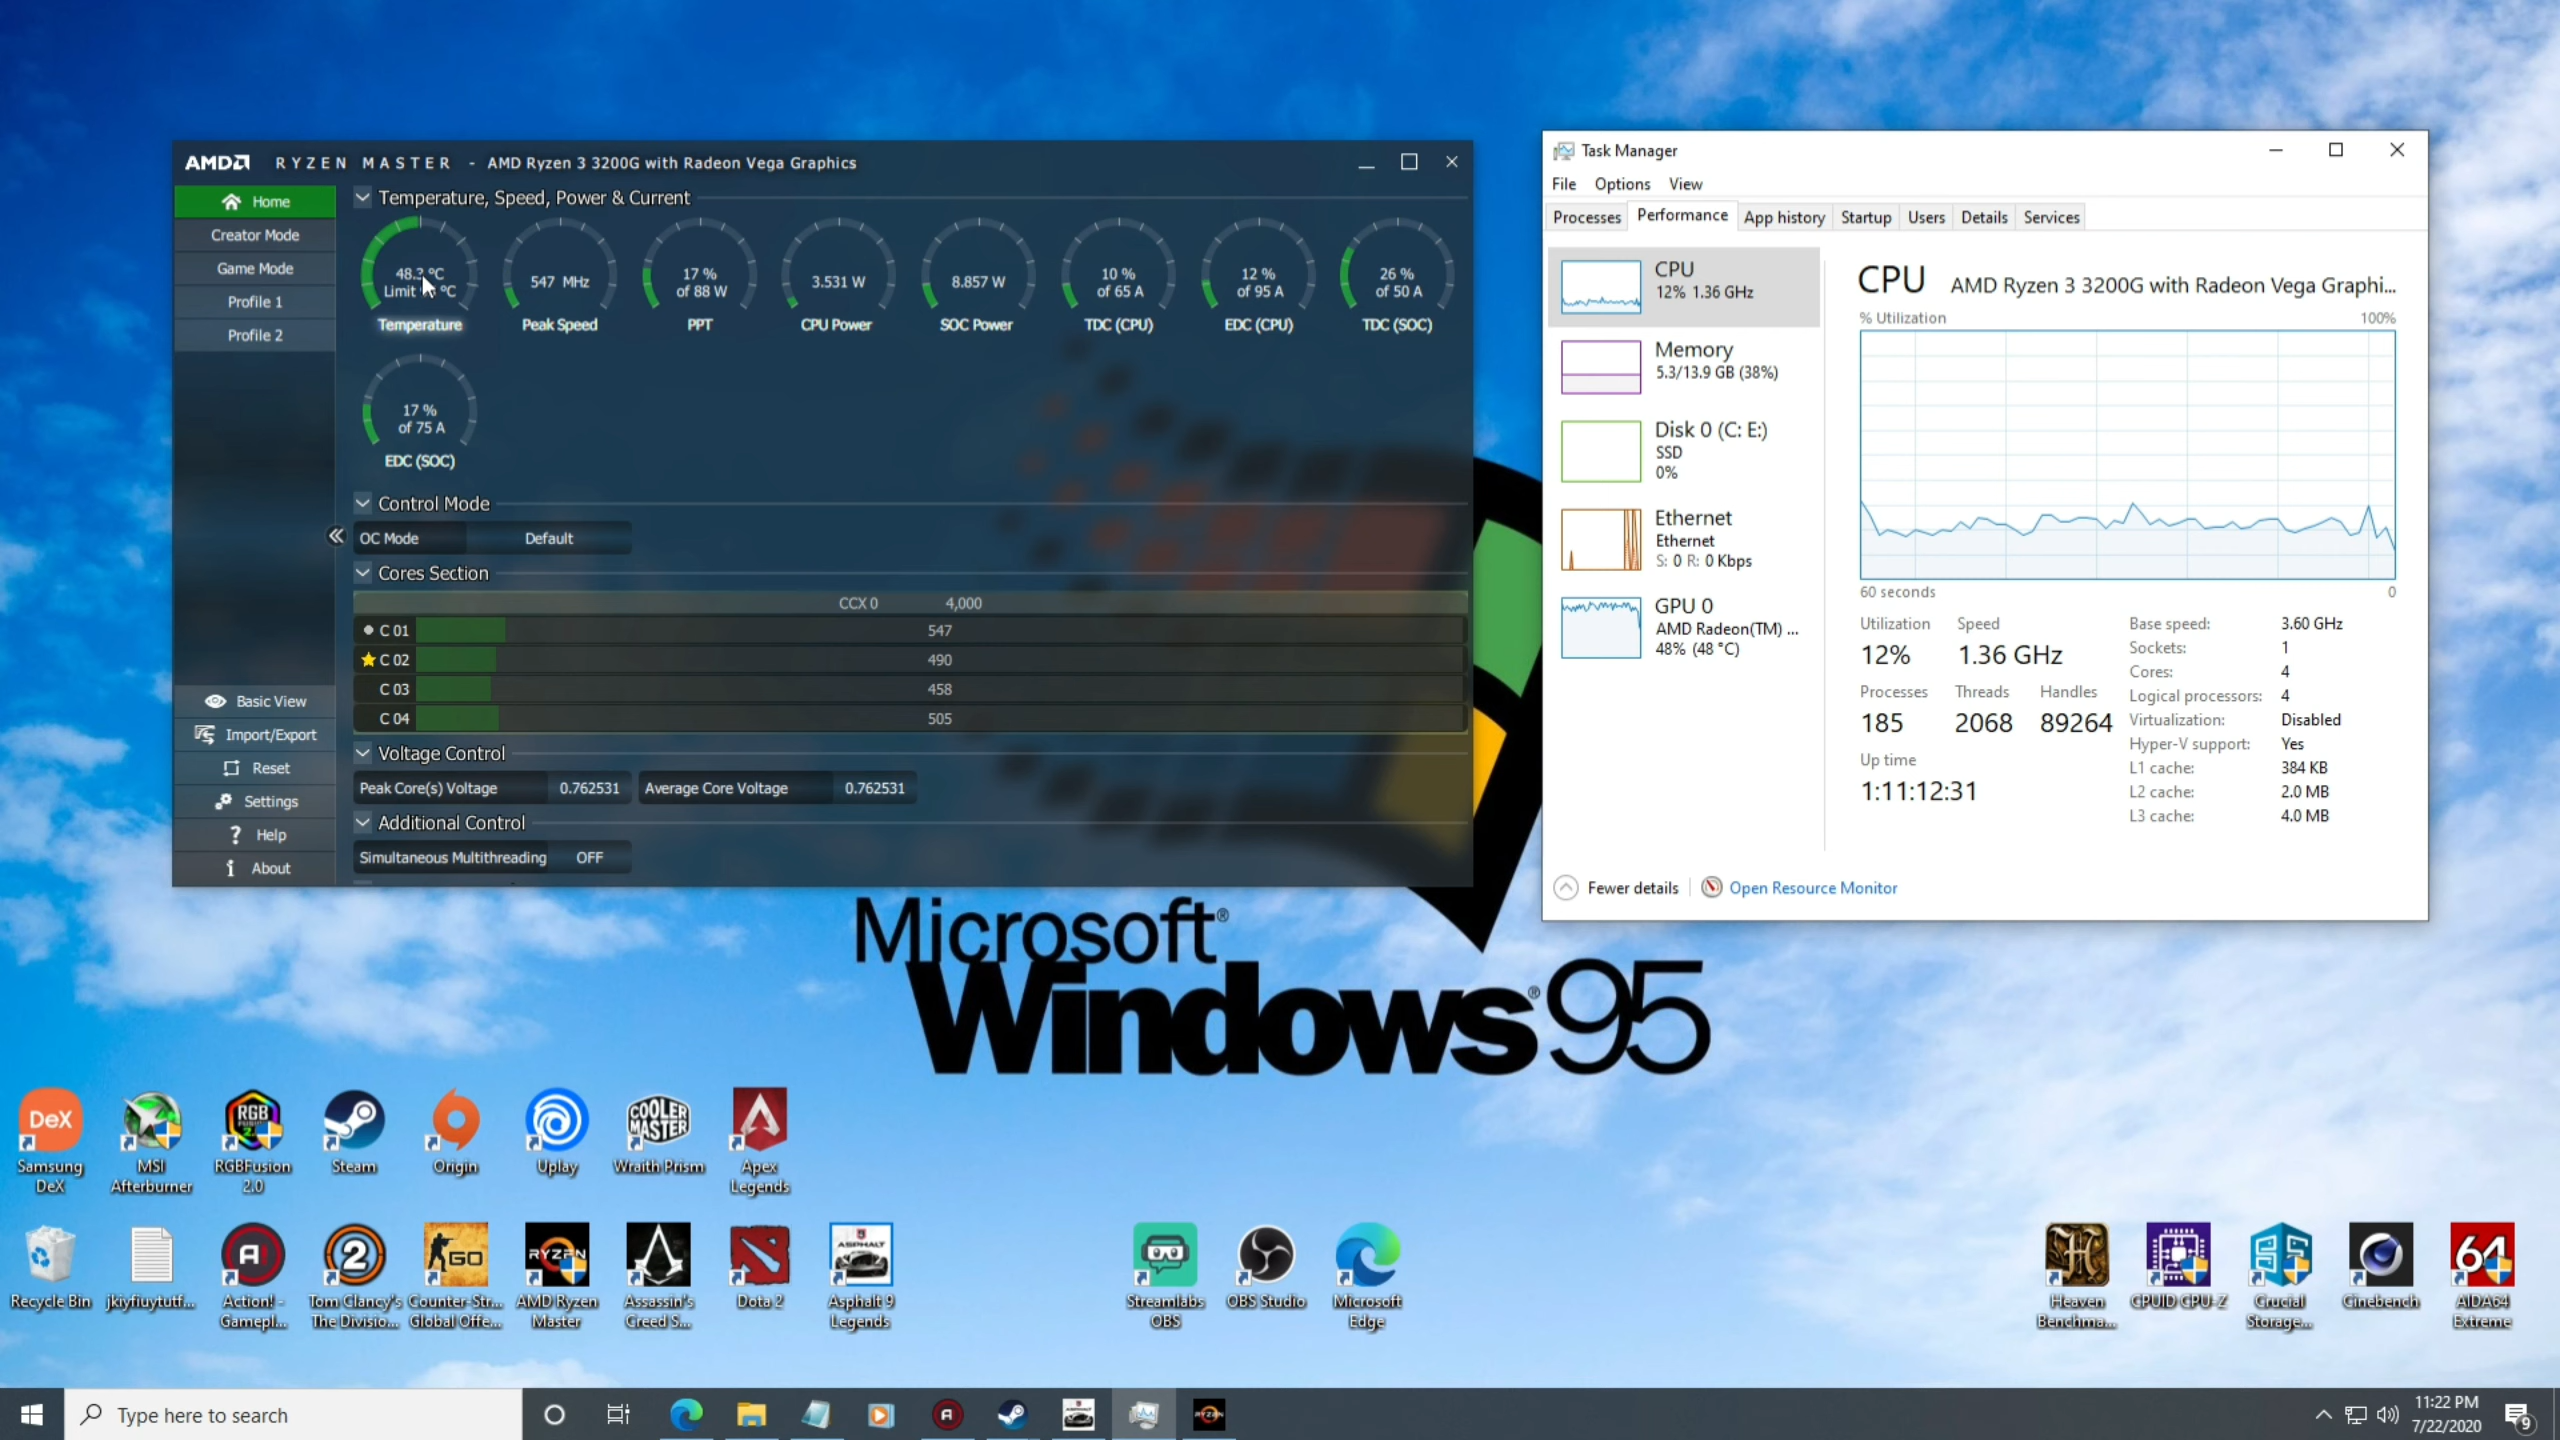 AMD RYZEN MASTER - AMD Ryzen 3 3200G with Radeon Vega Graphics
Home
Creator Mode
Game Mode
Profile 1
Profile 2
Basic View
Import/Export
Reset
Settings
Help
About
Temperature, Speed, Power & Current
°C
Limit °C
Temperature
547 MHz
Peak Speed
17 %
of 88 W
PPT
3.531 W
CPU Power
8.857 W
SOC Power
10 %
of 65 A
TDC (CPU)
12 %
of 95 A
EDC (CPU)
26 %
of 50 A
TDC (SOC)
17 %
of 75 A
EDC (SOC)
Control Mode
OC Mode Default
Cores Section
CCX 0 4,000
C 01 547
C 02 490
C 03 458
C 04 505
Voltage Control
Peak Core(s) Voltage 0.762531 Average Core Voltage 0.762531
Additional Control
Simultaneous Multithreading OFF
Task Manager
File Options View
Processes Performance App history Startup Users Details Services
CPU
12% 1.36 GHz
Memory
5.3/13.9 GB (38%)
Disk 0 (C: E:)
SSD
0%
Ethernet
Ethernet
S: 0 R: 0 Kbps
GPU 0
AMD Radeon(TM) ...
48% (48 °C)
CPU AMD Ryzen 3 3200G with Radeon Vega Graphi...
% Utilization 100%
60 seconds 0
Utilization Speed
12% 1.36 GHz
Processes Threads Handles
185 2068 89264
Up time
1:11:12:31
Base speed: 3.60 GHz
Sockets: 1
Cores: 4
Logical processors: 4
Virtualization: Disabled
Hyper-V support: Yes
L1 cache: 384 KB
L2 cache: 2.0 MB
L3 cache: 4.0 MB
Fewer details Open Resource Monitor
Microsoft®
Windows®95
DeX
Samsung
DeX
MSI
Afterburner
RGB
RGBFusion
2.0
Steam
Origin
Uplay
COOLER
MASTER
Wraith Prism
Apex
Legends
Recycle Bin
jkiyfiuytutf...
Action! -
Gamepl...
2
Tom Clancy's
The Divisio...
GO
Counter-Str...
Global Offe...
RYZEN
AMD Ryzen
Master
Assassin's
Creed S...
Dota 2
ASPHALT
Asphalt 9
Legends
Streamlabs
OBS
OBS Studio
Microsoft
Edge
H
Heaven
Benchma...
CPUID CPU-Z
Crucial
Storage...
Cinebench
64
AIDA64
Extreme
Type here to search
RYZEN
11:22 PM
7/22/2020
9